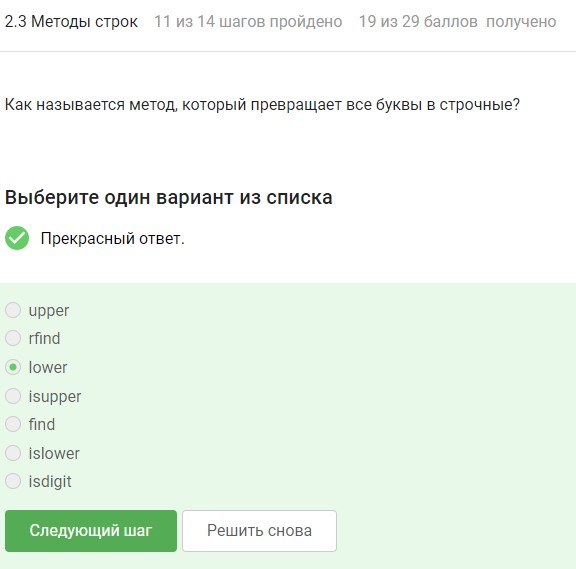 2.3 Методы строк 11 из 14 шагов пройдено 19 из 29 баллов получено
Как называется метод, который превращает все буквы в строчные?
Выберите один вариант из списка
Прекрасный ответ.
upper
rfind
lower
isupper
find
islower
isdigit
Следующий шаг Решить снова